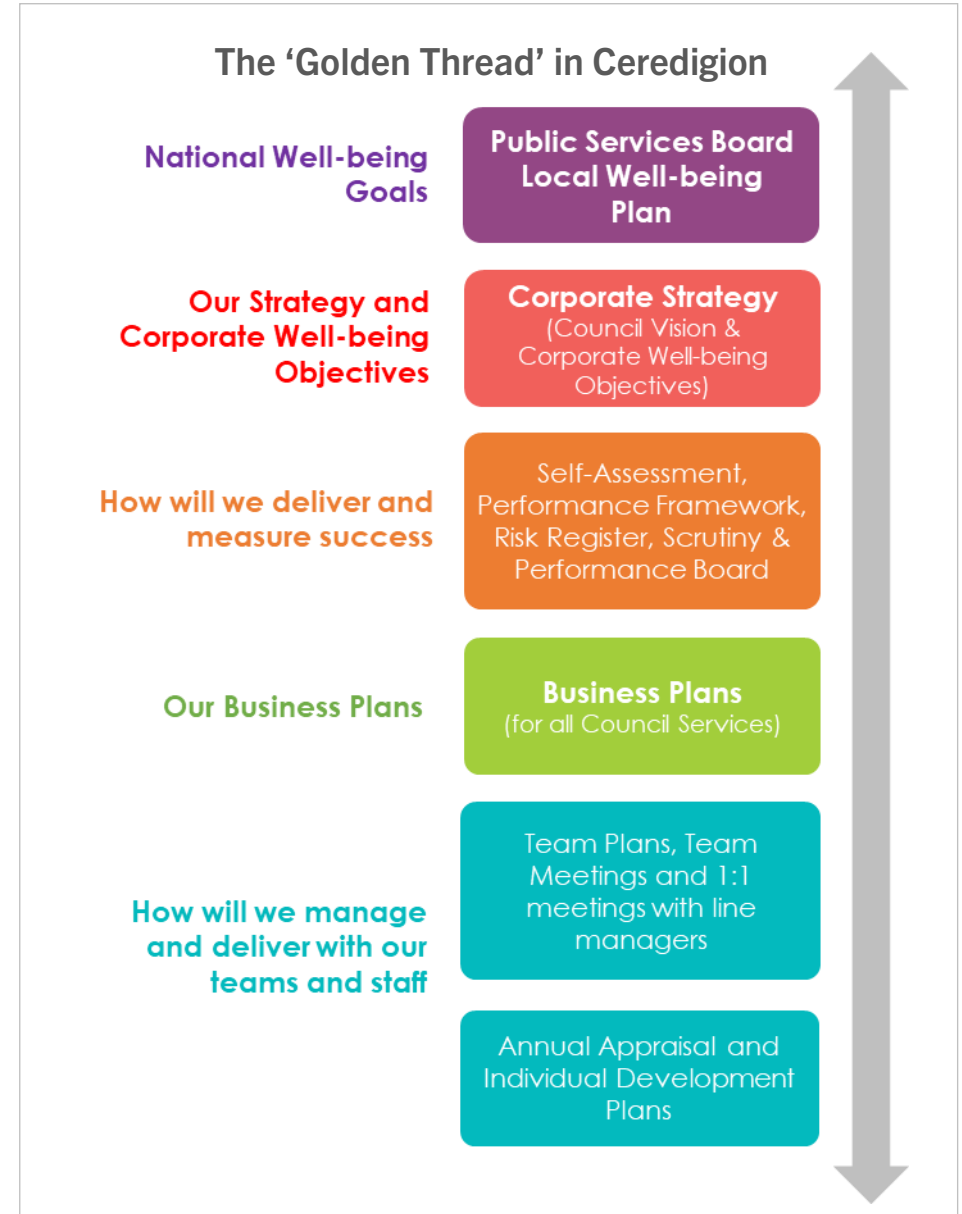 The ‘Golden Thread’ in Ceredigion
National Well-being
Goals
Public Services Board
Local Well-being
Plan
Our Strategy and
Corporate Well-being
Objectives
Corporate Strategy
(Council Vision &
Corporate Well-being
Objectives)
How will we deliver and
measure success
Self-Assessment,
Performance Framework,
Risk Register, Scrutiny &
Performance Board
Our Business Plans
Business Plans
(for all Council Services)
How will we manage
and deliver with our
teams and staff
Team Plans, Team
Meetings and 1:1
meetings with line
managers
Annual Appraisal and
Individual Development
Plans